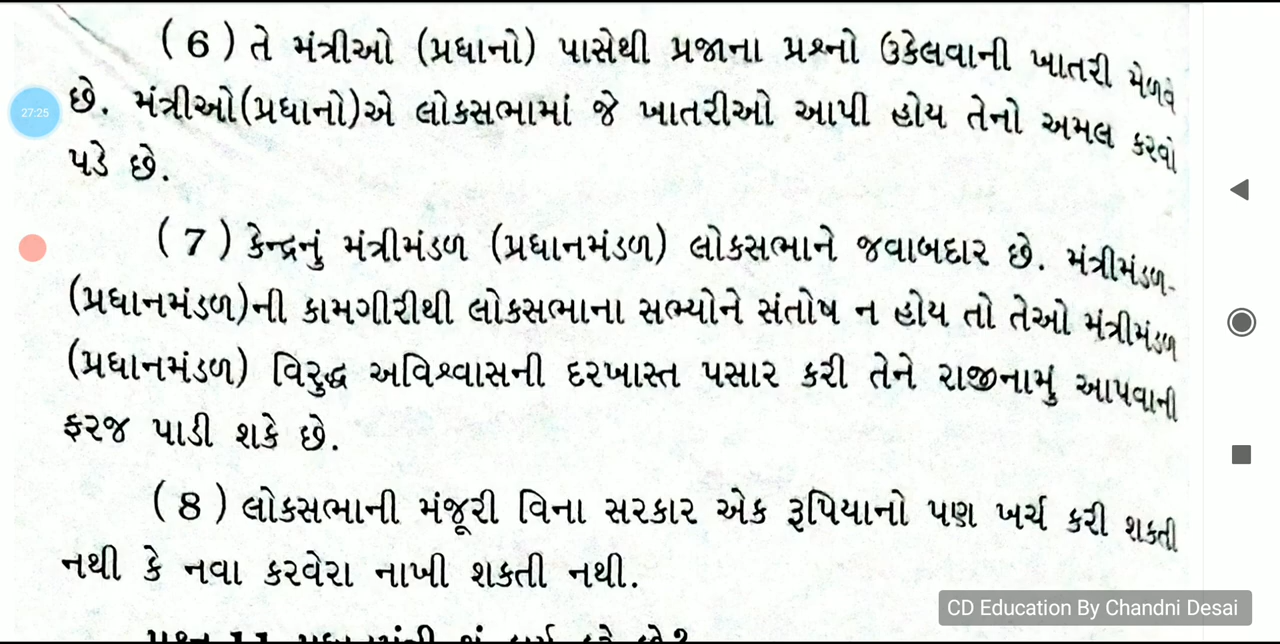 (6) તે મંત્રીઓ (પ્રધાનો) પાસેથી પ્રજાના પ્રશ્નો ઉકેલવાની ખાતરી મેળવે
27:25
છે. મંત્રીઓ(પ્રધાનો)એ લોકસભામાં જે ખાતરીઓ આપી હોય તેનો અમલ કરવો
પડે છે.
(7) કેન્દ્રનું મંત્રીમંડળ (પ્રધાનમંડળ) લોકસભાને જવાબદાર છે. મંત્રીમંડળ-
(પ્રધાનમંડળ)ની કામગીરીથી લોકસભાના સભ્યોને સંતોષ ન હોય તો તેઓ મંત્રીમંડળ
(પ્રધાનમંડળ) વિરુદ્ધ અવિશ્વાસની દરખાસ્ત પસાર કરી તેને રાજીનામું આપવાની
ફરજ પાડી શકે છે.
(8) લોકસભાની મંજૂરી વિના સરકાર એક રૂપિયાનો પણ ખર્ચ કરી શકતી
નથી કે નવા કરવેરા નાખી શકતી નથી.
CD Education By Chandni Desai